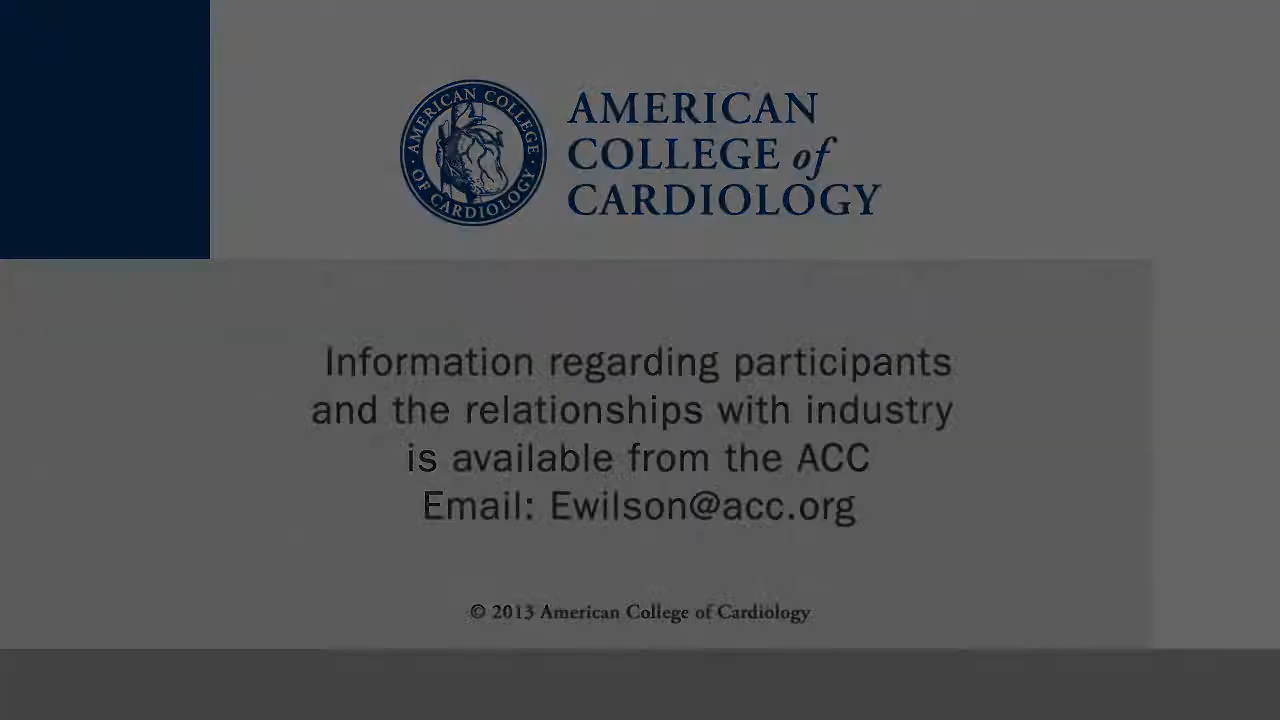 AMERICAN COLLEGE
OF CARDIOLOGY
AMERICAN
COLLEGE of
CARDIOLOGY
Information regarding participants
and the relationships with industry
is available from the ACC
Email: Ewilson@acc.org
© 2013 American College of Cardiology